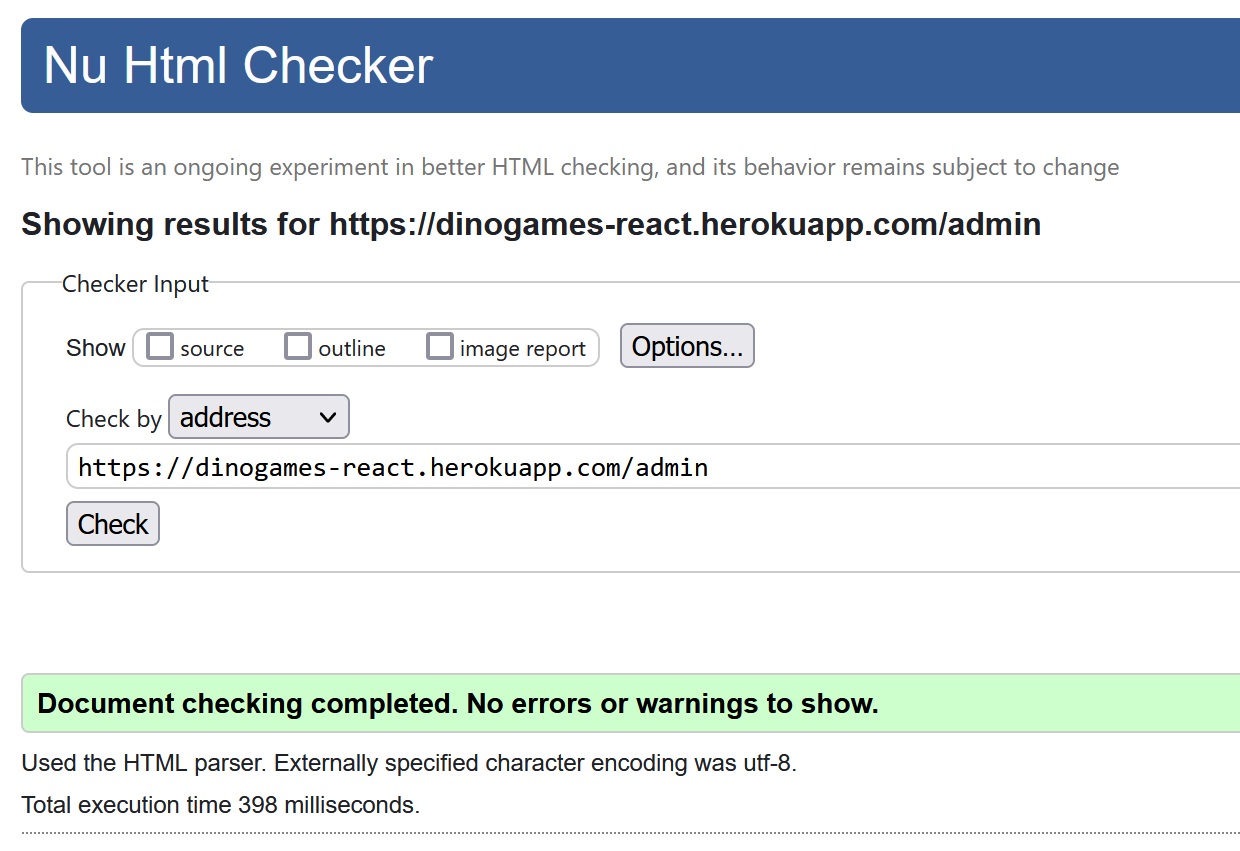 Nu Html Checker
This tool is an ongoing experiment in better HTML checking, and its behavior remains subject to change
Showing results for https://dinogames-react.herokuapp.com/admin
Checker Input
Show source outline image report Options...
Check by address
https://dinogames-react.herokuapp.com/admin
Check
Document checking completed. No errors or warnings to show.
Used the HTML parser. Externally specified character encoding was utf-8.
Total execution time 398 milliseconds.